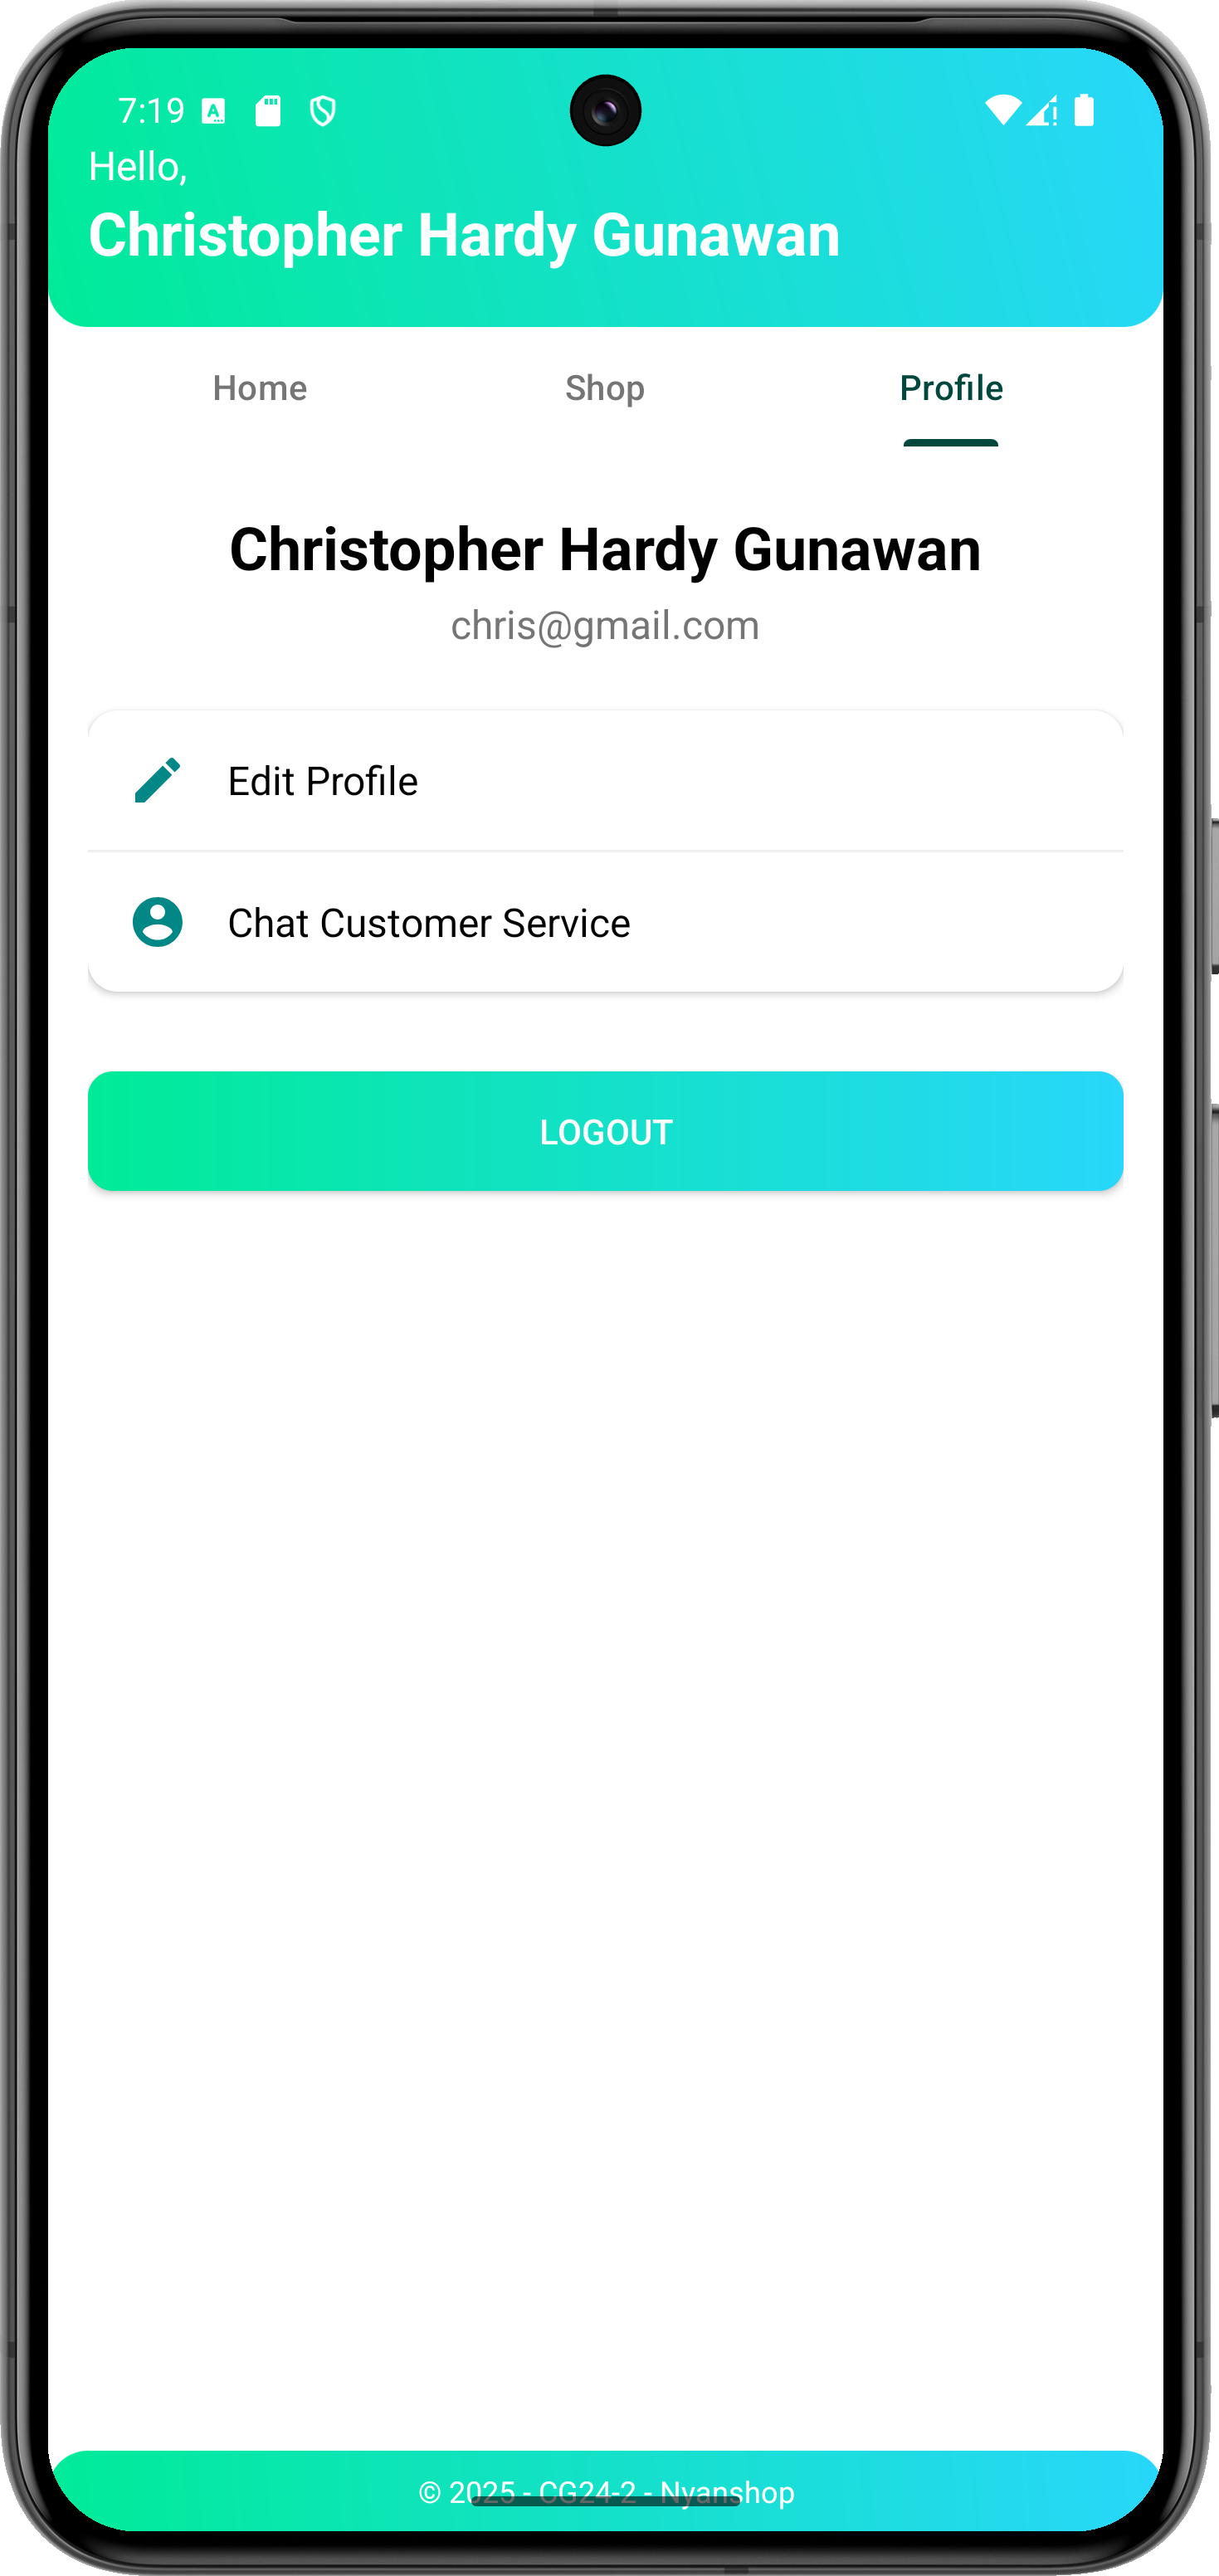 7:19
Hello,
Christopher Hardy Gunawan
Home
Shop
Profile
Christopher Hardy Gunawan
chris@gmail.com
Edit Profile
Chat Customer Service
LOGOUT
© 2025 - CG24-2 - Nyanshop